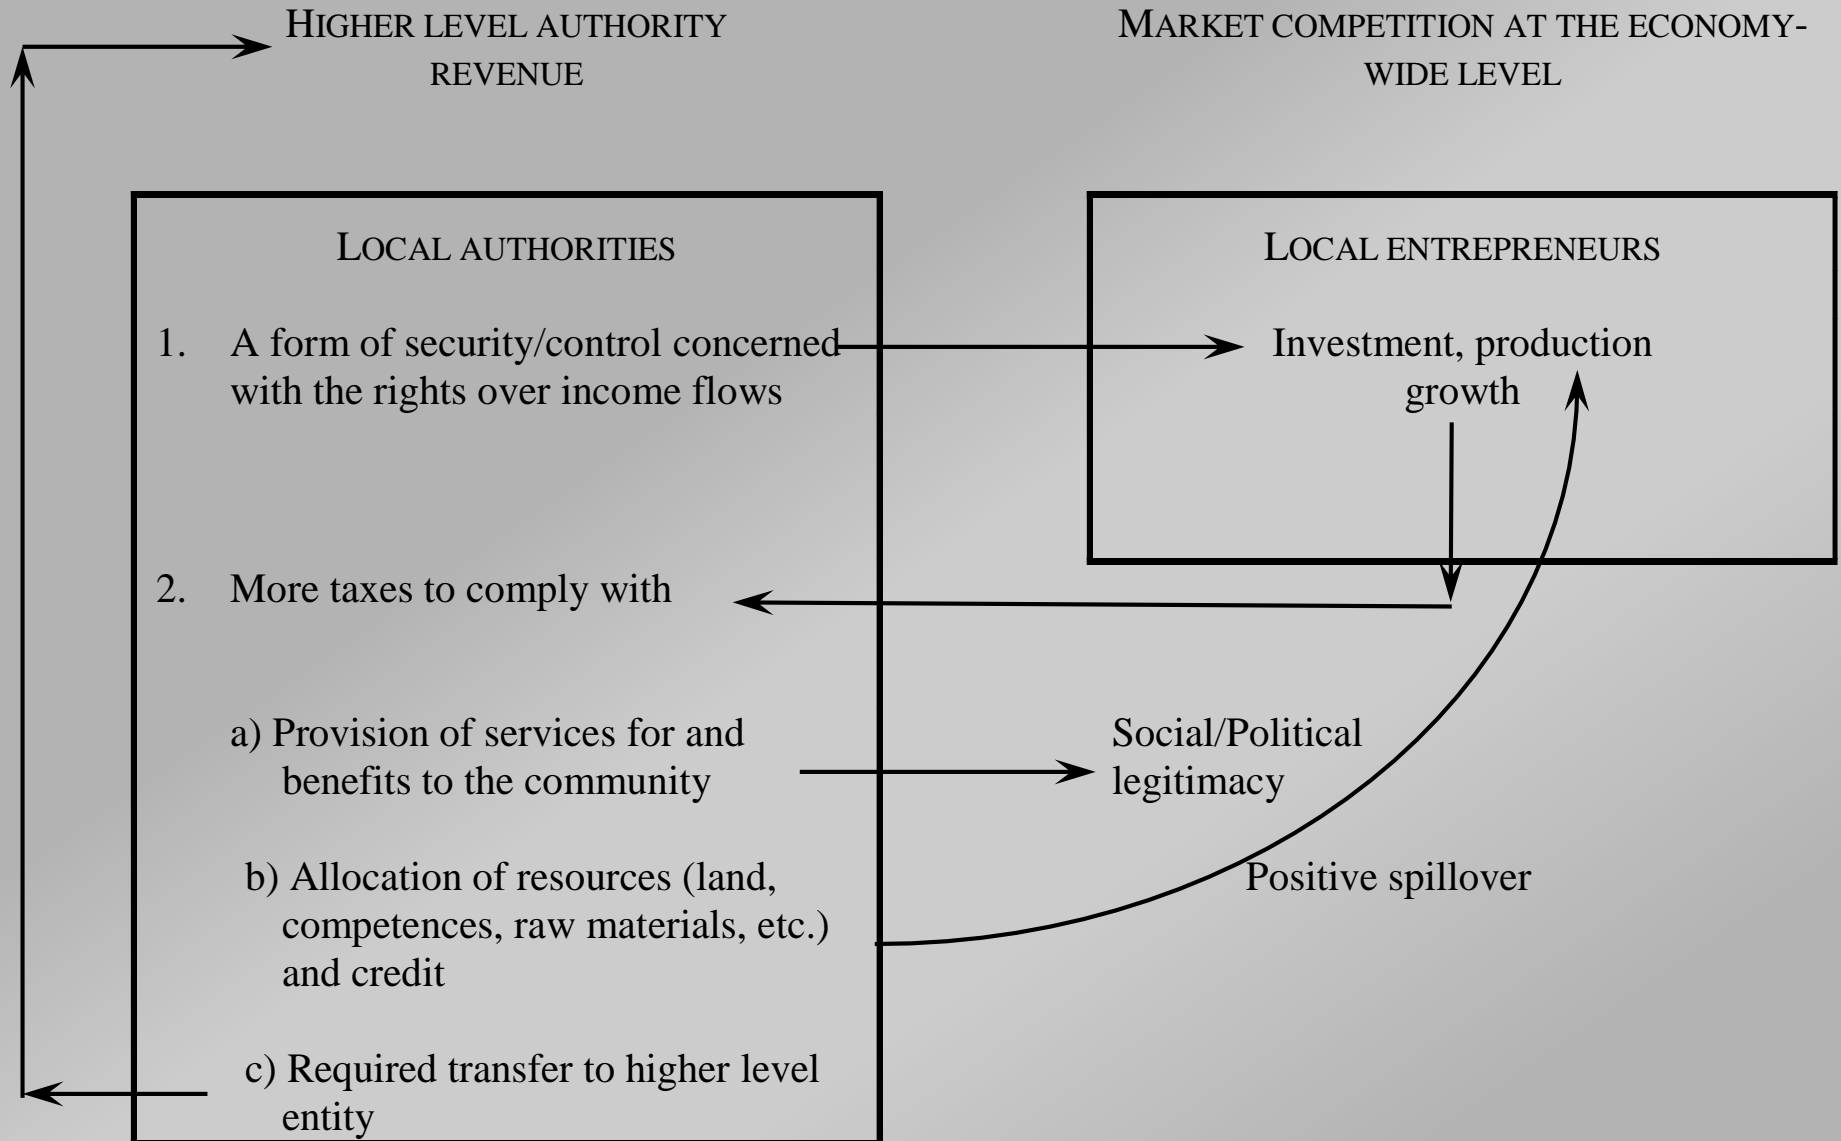 HIGHER LEVEL AUTHORITY
REVENUE
MARKET COMPETITION AT THE ECONOMY-
WIDE LEVEL
LOCAL AUTHORITIES
1. A form of security/control concerned
with the rights over income flows
2. More taxes to comply with
a) Provision of services for and
benefits to the community
b) Allocation of resources (land,
competences, raw materials, etc.)
and credit
c) Required transfer to higher level
entity
LOCAL ENTREPRENEURS
Investment, production
growth
Social/Political
legitimacy
Positive spillover